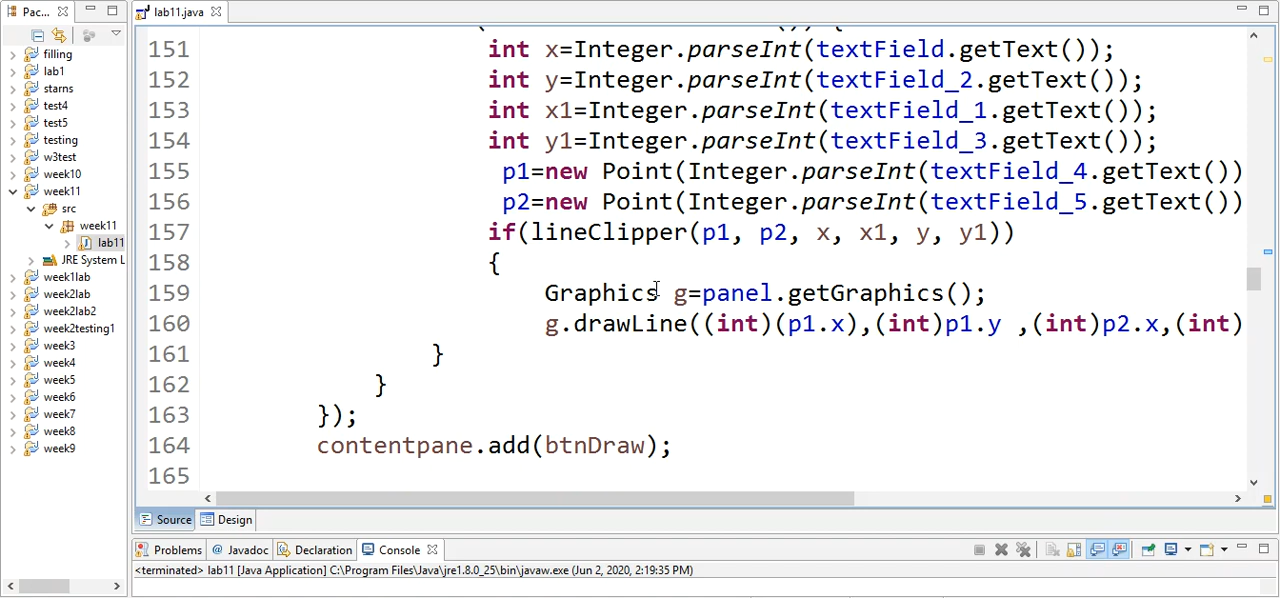 Pac...
lab11.java
filling
lab1
starns
test4
test5
testing
w3test
week10
week11
src
week11
lab11
JRE System L
week1lab
week2lab
week2lab2
week2testing1
week3
week4
week5
week6
week7
week8
week9
151 int x=Integer.parseInt(textField.getText());
152 int y=Integer.parseInt(textField_2.getText());
153 int x1=Integer.parseInt(textField_1.getText());
154 int y1=Integer.parseInt(textField_3.getText());
155 p1=new Point(Integer.parseInt(textField_4.getText())
156 p2=new Point(Integer.parseInt(textField_5.getText())
157 if(lineClipper(p1, p2, x, x1, y, y1))
158 {
159 Graphics g=panel.getGraphics();
160 g.drawLine((int)(p1.x),(int)p1.y ,(int)p2.x,(int)
161 }
162 }
163 });
164 contentpane.add(btnDraw);
165
Source Design
Problems @ Javadoc Declaration Console
<terminated> lab11 [Java Application] C:\Program Files\Java\jre1.8.0_25\bin\javaw.exe (Jun 2, 2020, 2:19:35 PM)